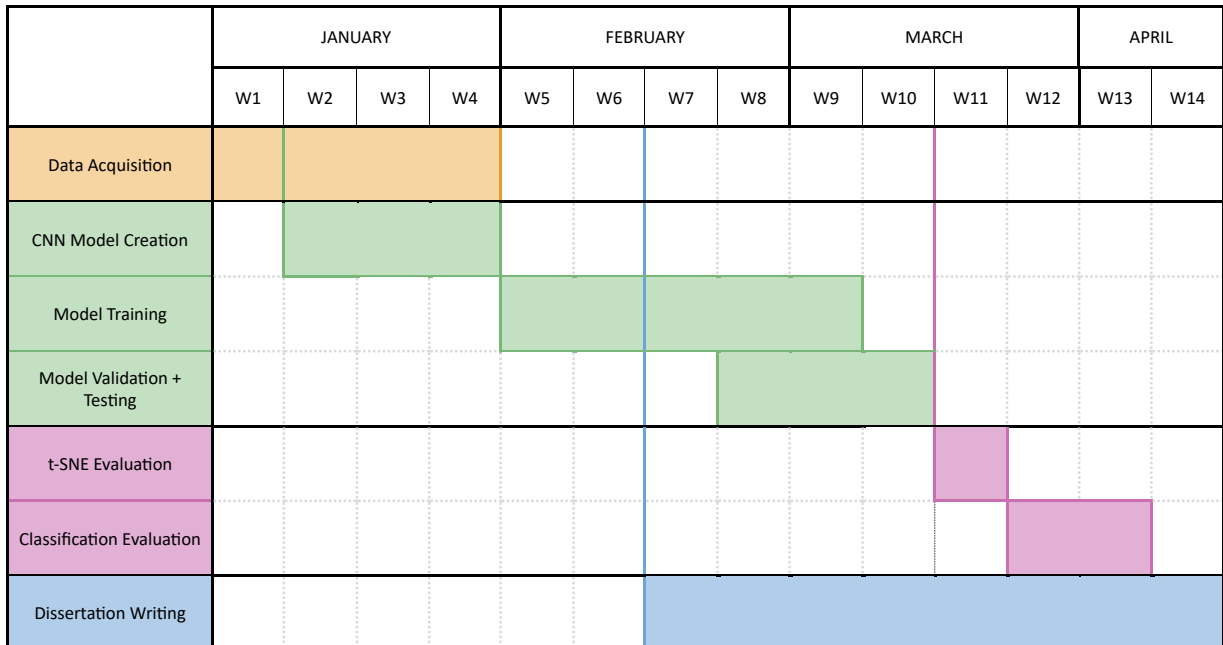 JANUARY FEBRUARY MARCH APRIL
W1 W2 W3 W4 W5 W6 W7 W8 W9 W10 W11 W12 W13 W14
Data Acquisition
CNN Model Creation
Model Training
Model Validation +
Testing
t-SNE Evaluation
Classification Evaluation
Dissertation Writing